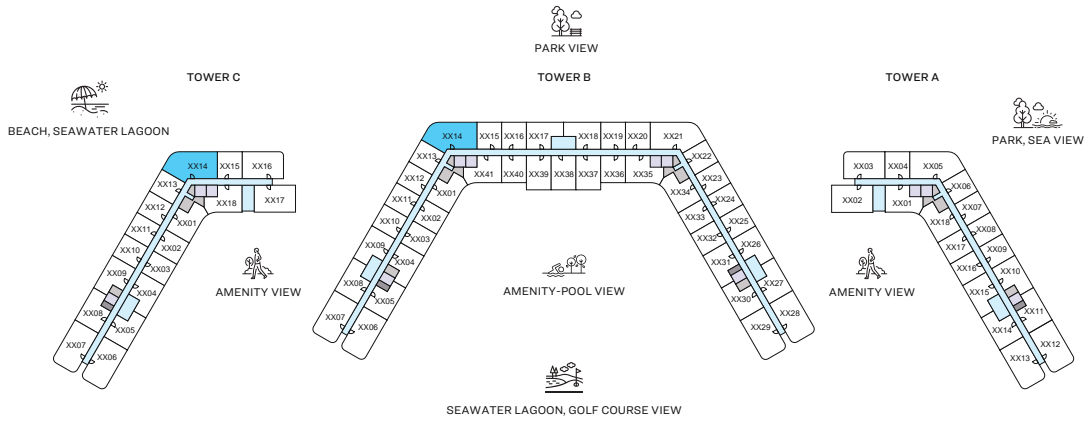 PARK VIEW
TOWER C
TOWER B
TOWER A
BEACH, SEAWATER LAGOON
PARK, SEA VIEW
XX14
XX15
XX16
XX13
XX12
XX11
XX10
XX09
XX08
XX07
XX01
XX18
XX17
XX02
XX03
XX04
XX05
XX06
AMENITY VIEW
XX14
XX15
XX16
XX17
XX18
XX19
XX20
XX21
XX13
XX12
XX11
XX10
XX09
XX08
XX07
XX41
XX40
XX39
XX38
XX37
XX36
XX35
XX01
XX02
XX03
XX04
XX05
XX06
XX22
XX23
XX24
XX25
XX26
XX27
XX28
XX34
XX33
XX32
XX31
XX30
XX29
AMENITY-POOL VIEW
XX03
XX04
XX05
XX02
XX01
XX06
XX07
XX08
XX09
XX10
XX11
XX12
XX18
XX17
XX16
XX15
XX14
XX13
AMENITY VIEW
SEAWATER LAGOON, GOLF COURSE VIEW